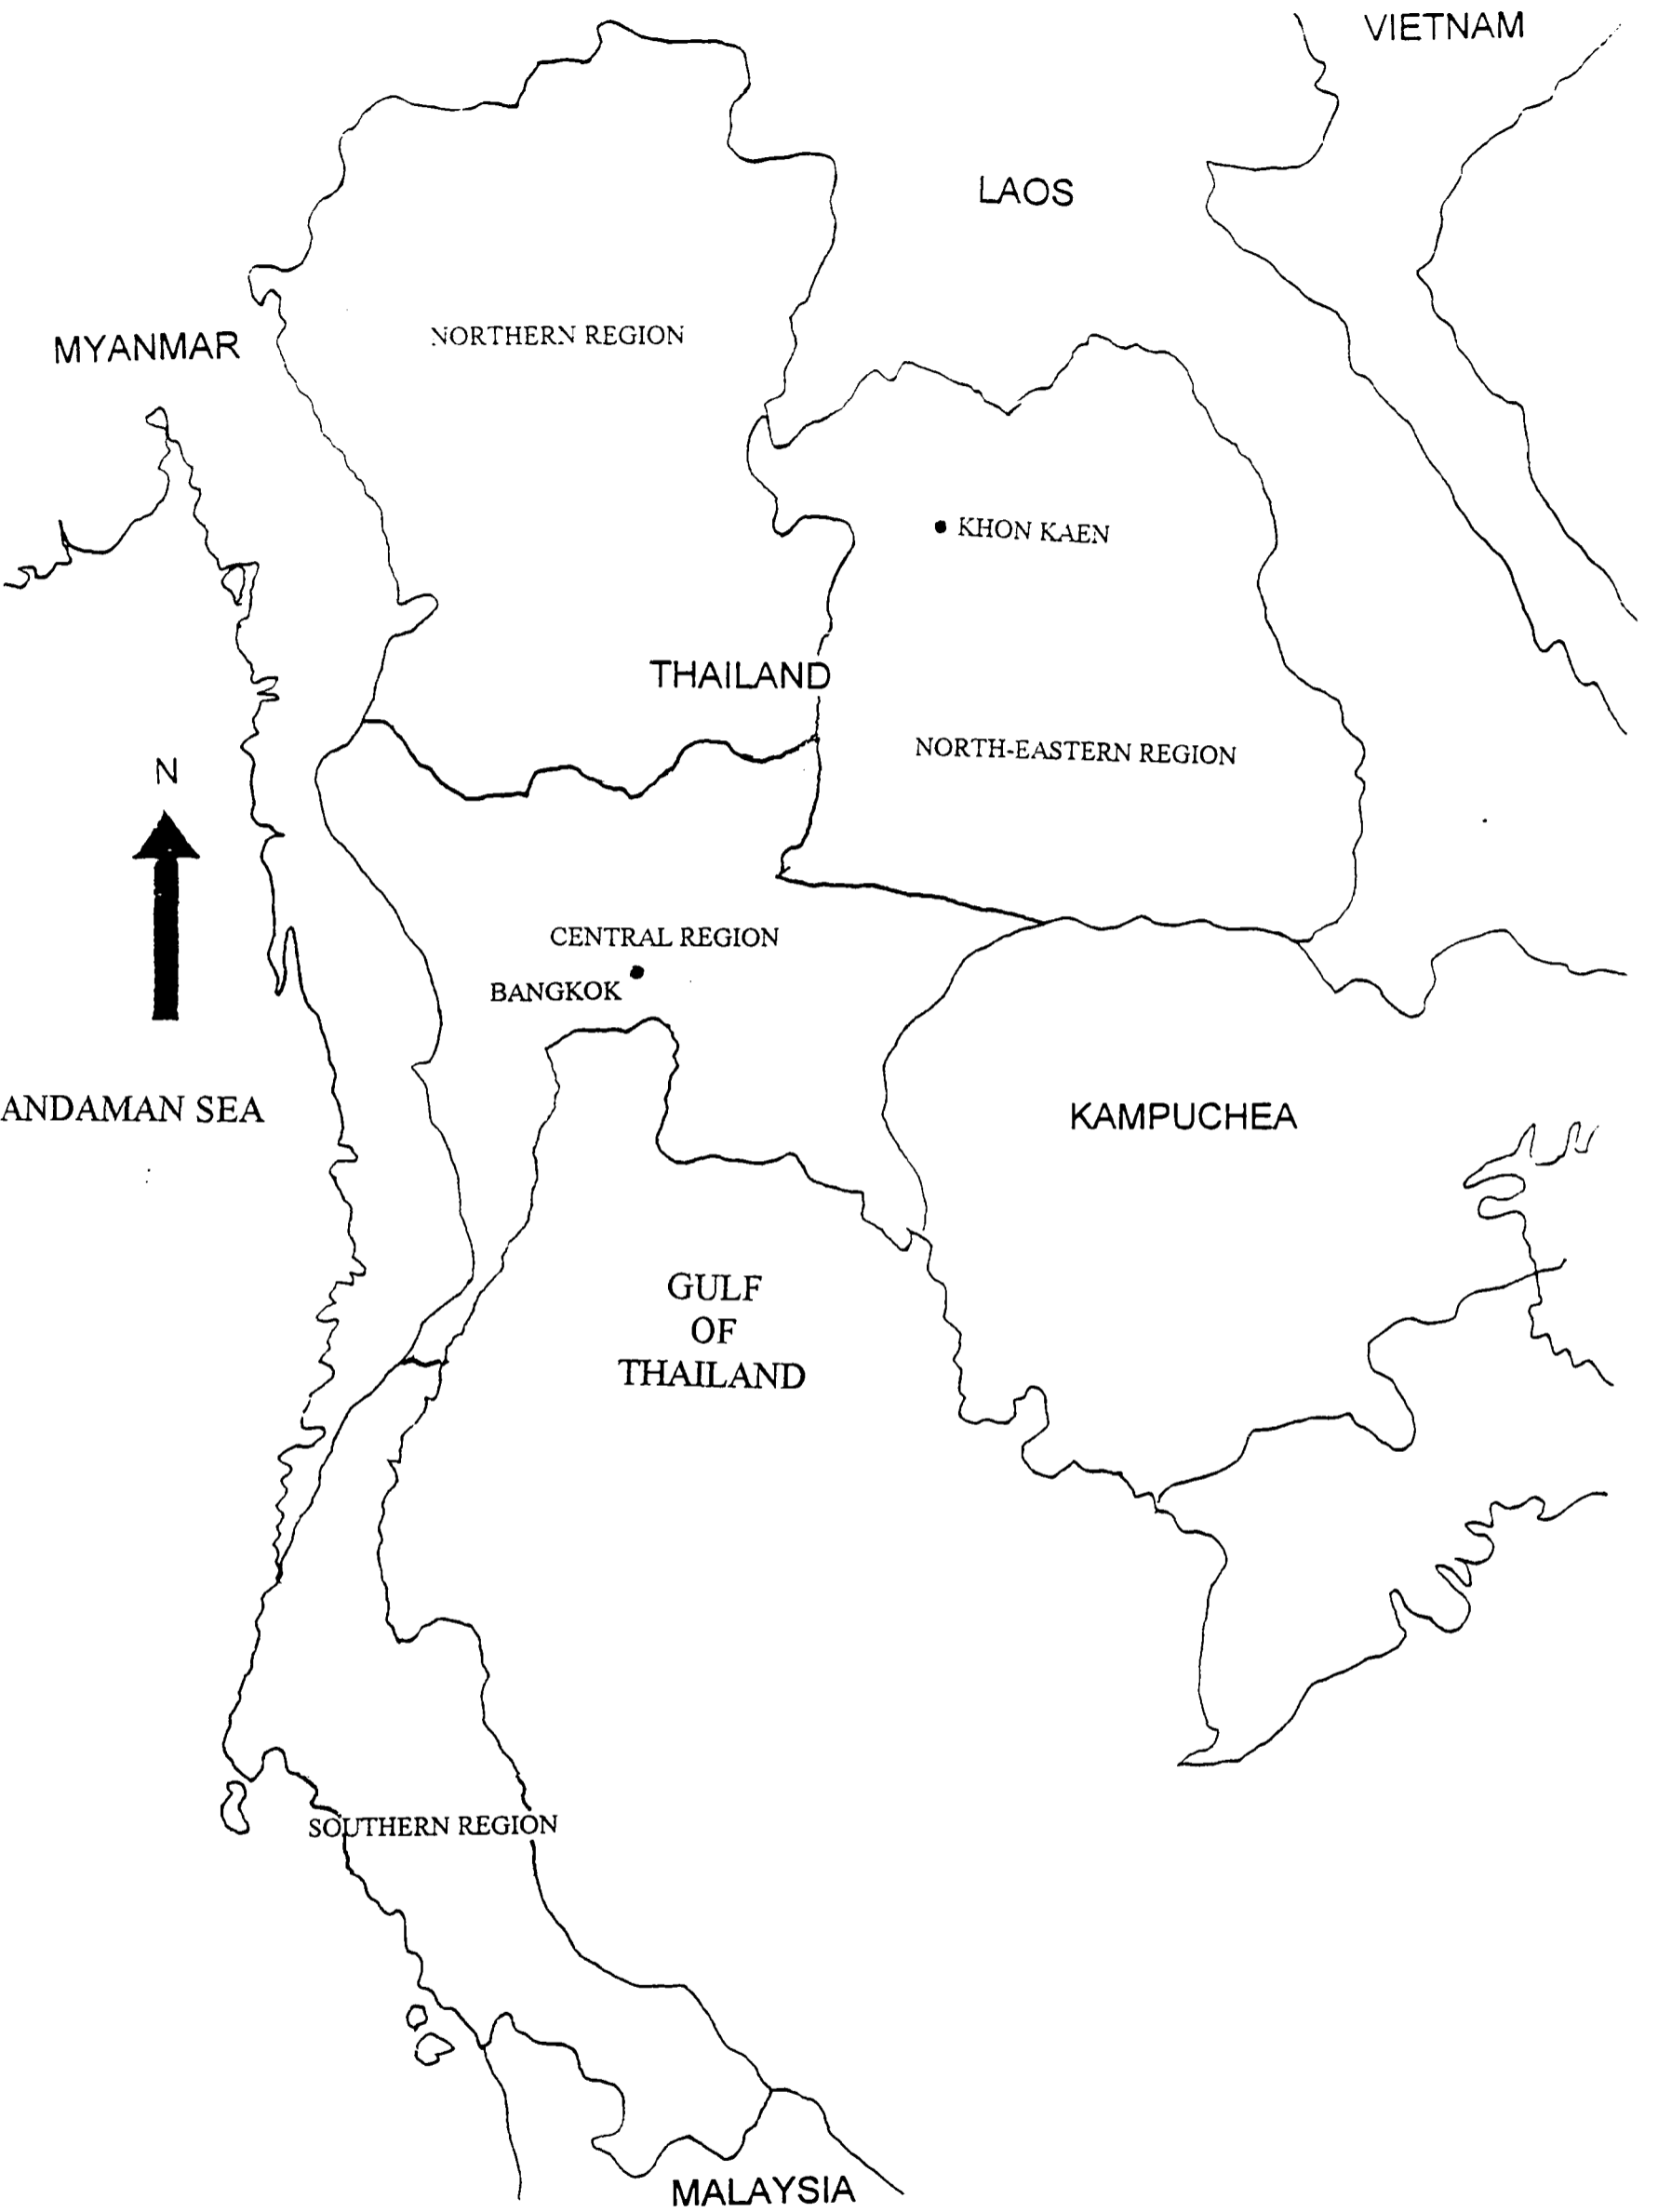 VIETNAM
LAOS
NORTHERN REGION
MYANMAR
KHON KAEN
THAILAND
NORTH-EASTERN REGION
N
CENTRAL REGION
BANGKOK
ANDAMAN SEA
KAMPUCHEA
GULF
OF
THAILAND
SOUTHERN REGION
MALAYSIA